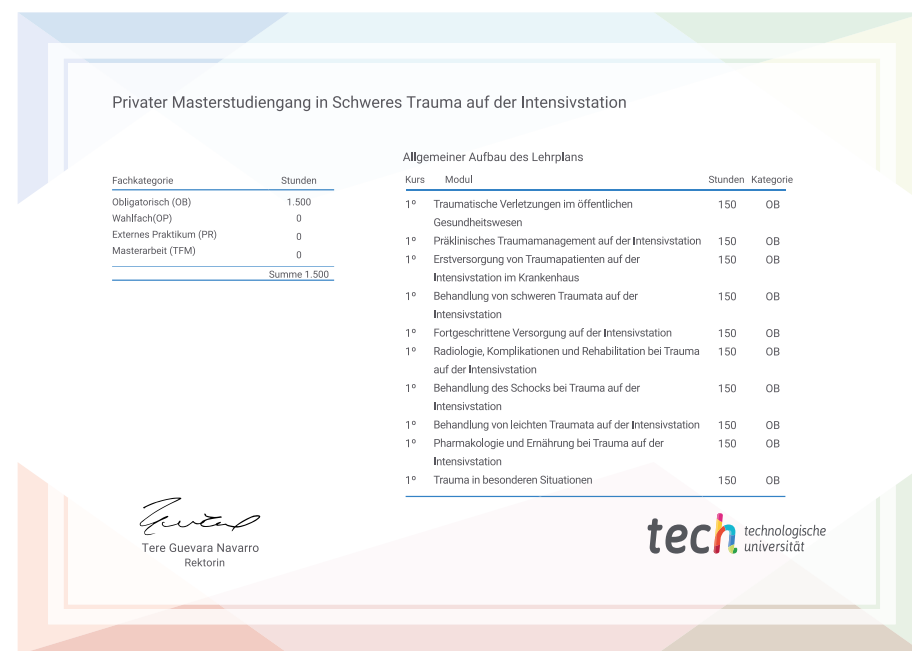 Privater Masterstudiengang in Schweres Trauma auf der Intensivstation
Fachkategorie Stunden
Obligatorisch (OB) 1.500
Wahlfach(OP) 0
Externes Praktikum (PR) 0
Masterarbeit (TFM) 0
Summe 1.500
Allgemeiner Aufbau des Lehrplans
Kurs Modul Stunden Kategorie
1º Traumatische Verletzungen im öffentlichen 150 OB
Gesundheitswesen
1º Präklinisches Traumamanagement auf der Intensivstation 150 OB
1º Erstversorgung von Traumapatienten auf der 150 OB
Intensivstation im Krankenhaus
1º Behandlung von schweren Traumata auf der 150 OB
Intensivstation
1º Fortgeschrittene Versorgung auf der Intensivstation 150 OB
1º Radiologie, Komplikationen und Rehabilitation bei Trauma 150 OB
auf der Intensivstation
1º Behandlung des Schocks bei Trauma auf der 150 OB
Intensivstation
1º Behandlung von leichten Traumata auf der Intensivstation 150 OB
1º Pharmakologie und Ernährung bei Trauma auf der 150 OB
Intensivstation
1º Trauma in besonderen Situationen 150 OB
Tere Guevara Navarro
Rektorin
tech technologische
universität